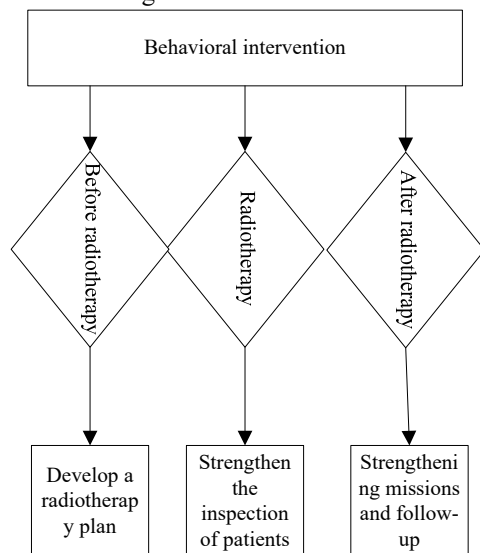 Behavioral intervention
Before radiotherapy
Radiotherapy
After radiotherapy
Develop a
radiotherap
y plan
Strengthen
the
inspection
of patients
Strengtheni
ng missions
and follow-
up